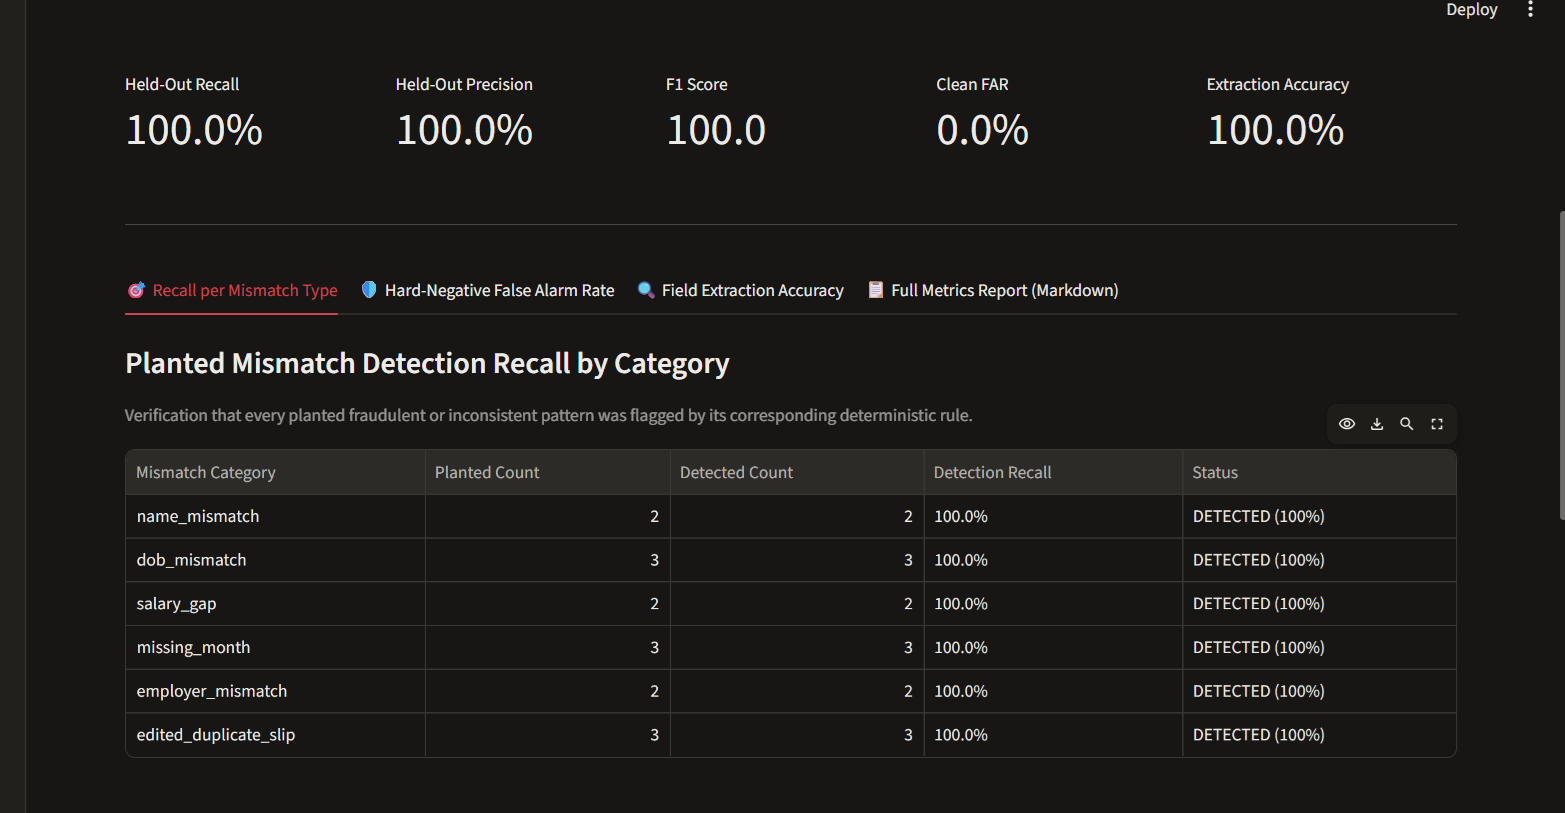 Deploy
Held-Out Recall Held-Out Precision F1 Score Clean FAR Extraction Accuracy
100.0% 100.0% 100.0 0.0% 100.0%
🎯 Recall per Mismatch Type 🛡️ Hard-Negative False Alarm Rate 🔍 Field Extraction Accuracy 📋 Full Metrics Report (Markdown)
Planted Mismatch Detection Recall by Category
Verification that every planted fraudulent or inconsistent pattern was flagged by its corresponding deterministic rule.
Mismatch Category Planted Count Detected Count Detection Recall Status
name_mismatch 2 2 100.0% DETECTED (100%)
dob_mismatch 3 3 100.0% DETECTED (100%)
salary_gap 2 2 100.0% DETECTED (100%)
missing_month 3 3 100.0% DETECTED (100%)
employer_mismatch 2 2 100.0% DETECTED (100%)
edited_duplicate_slip 3 3 100.0% DETECTED (100%)